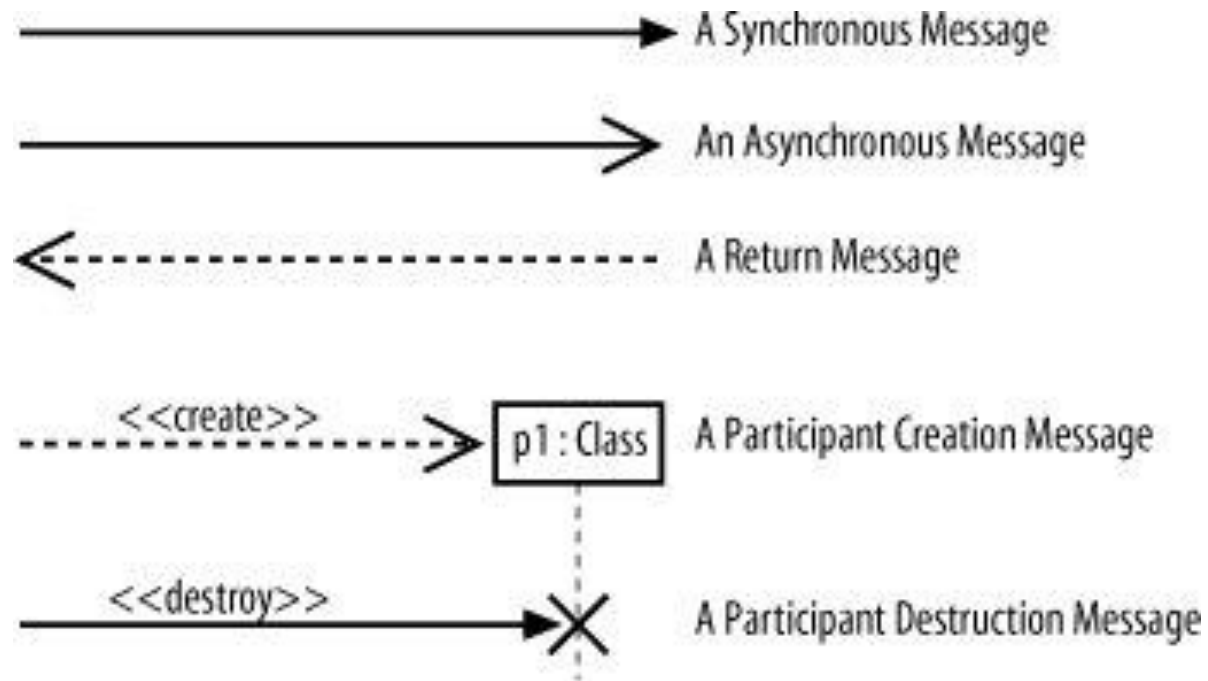 A Synchronous Message
An Asynchronous Message
A Return Message
<<create>>
p1 : Class
A Participant Creation Message
<<destroy>>
A Participant Destruction Message